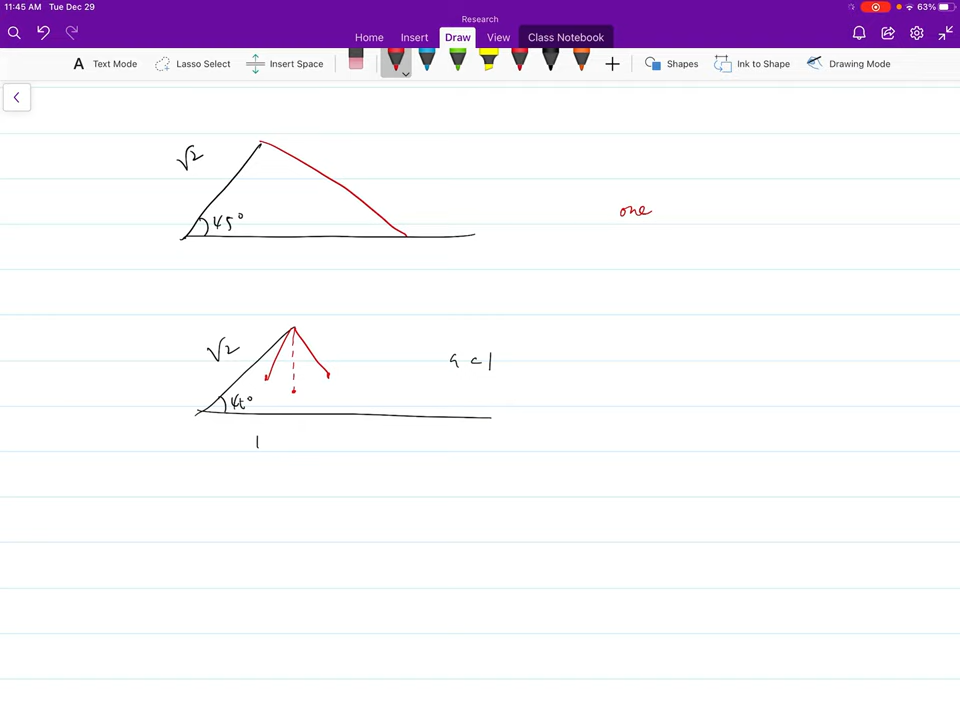 11:45 AM Tue Dec 29
63%
Research
Home Insert Draw View Class Notebook
Text Mode Lasso Select Insert Space Shapes Ink to Shape Drawing Mode
√2
45°
one
√2
a < 1
45°
1